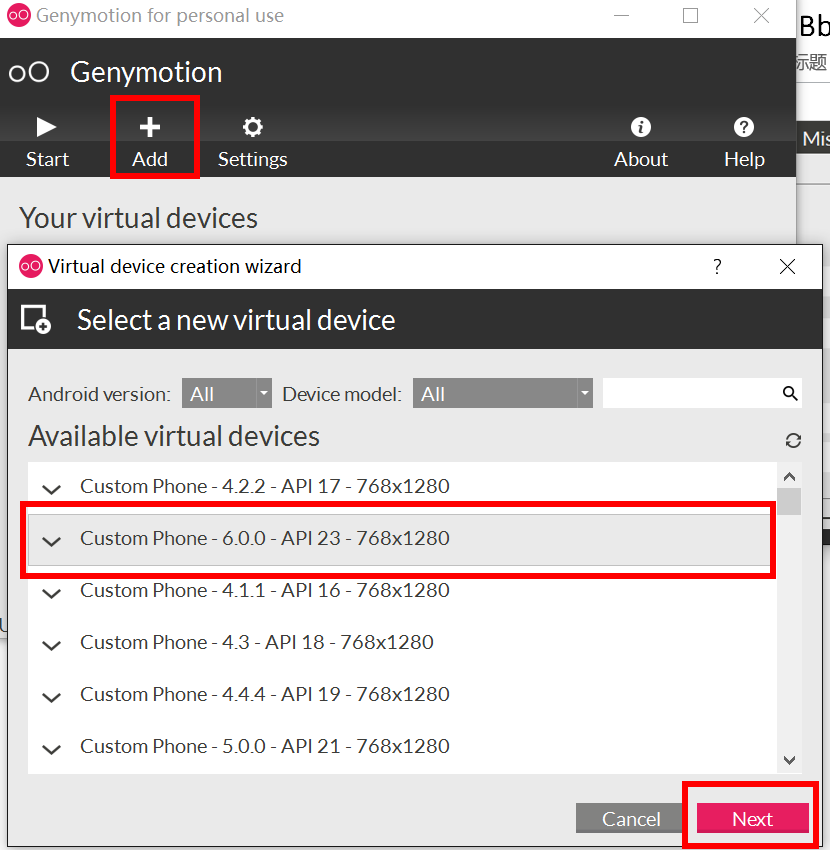 Genymotion for personal use
Bb
标题
Genymotion
Start
Add
Settings
About
Help
Mis
Your virtual devices
Virtual device creation wizard
?
Select a new virtual device
Android version: All Device model: All
Available virtual devices
Custom Phone - 4.2.2 - API 17 - 768x1280
Custom Phone - 6.0.0 - API 23 - 768x1280
Custom Phone - 4.1.1 - API 16 - 768x1280
Custom Phone - 4.3 - API 18 - 768x1280
Custom Phone - 4.4.4 - API 19 - 768x1280
Custom Phone - 5.0.0 - API 21 - 768x1280
Cancel
Next